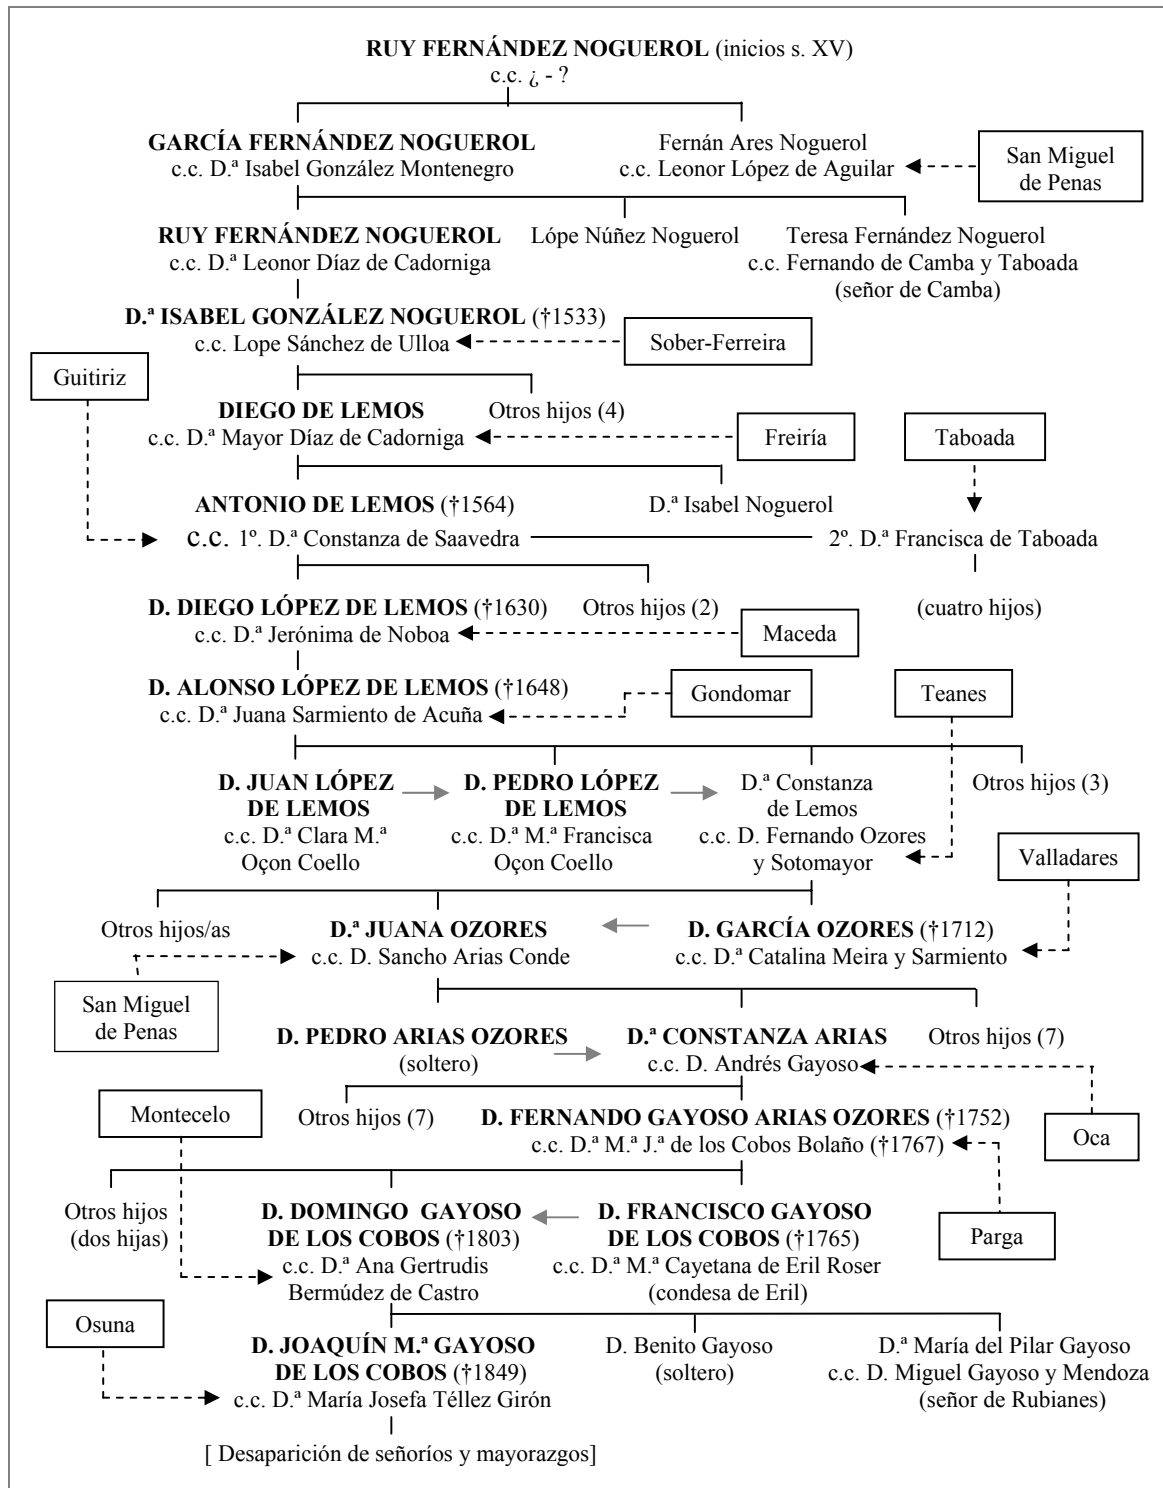 RUY FERNÁNDEZ NOGUEROL (inicios s. XV)
c.c. ¿ - ?
GARCÍA FERNÁNDEZ NOGUEROL
c.c. D.ª Isabel González Montenegro
Fernán Ares Noguerol
c.c. Leonor López de Aguilar
San Miguel
de Penas
RUY FERNÁNDEZ NOGUEROL
c.c. D.ª Leonor Díaz de Cadorniga
Lópe Núñez Noguerol
Teresa Fernández Noguerol
c.c. Fernando de Camba y Taboada
(señor de Camba)
D.ª ISABEL GONZÁLEZ NOGUEROL (†1533)
c.c. Lope Sánchez de Ulloa
Sober-Ferreira
Guitiriz
DIEGO DE LEMOS
c.c. D.ª Mayor Díaz de Cadorniga
Otros hijos (4)
Freiría
Taboada
ANTONIO DE LEMOS (†1564)
D.ª Isabel Noguerol
c.c. 1º. D.ª Constanza de Saavedra
2º. D.ª Francisca de Taboada
D. DIEGO LÓPEZ DE LEMOS (†1630)
c.c. D.ª Jerónima de Noboa
Otros hijos (2)
(cuatro hijos)
Maceda
D. ALONSO LÓPEZ DE LEMOS (†1648)
c.c. D.ª Juana Sarmiento de Acuña
Gondomar
Teanes
D. JUAN LÓPEZ
DE LEMOS
c.c. D.ª Clara M.ª
Oçon Coello
D. PEDRO LÓPEZ
DE LEMOS
c.c. D.ª M.ª Francisca
Oçon Coello
D.ª Constanza
de Lemos
c.c. D. Fernando Ozores
y Sotomayor
Otros hijos (3)
Valladares
Otros hijos/as
D.ª JUANA OZORES
c.c. D. Sancho Arias Conde
D. GARCÍA OZORES (†1712)
c.c. D.ª Catalina Meira y Sarmiento
San Miguel
de Penas
D. PEDRO ARIAS OZORES
(soltero)
D.ª CONSTANZA ARIAS
c.c. D. Andrés Gayoso
Otros hijos (7)
Montecelo
Otros hijos (7)
D. FERNANDO GAYOSO ARIAS OZORES (†1752)
c.c. D.ª M.ª J.ª de los Cobos Bolaño (†1767)
Oca
Otros hijos
(dos hijas)
D. DOMINGO GAYOSO
DE LOS COBOS (†1803)
c.c. D.ª Ana Gertrudis
Bermúdez de Castro
D. FRANCISCO GAYOSO
DE LOS COBOS (†1765)
c.c. D.ª M.ª Cayetana de Eril Roser
(condesa de Eril)
Parga
Osuna
D. JOAQUÍN M.ª GAYOSO
DE LOS COBOS (†1849)
c.c. D.ª María Josefa Téllez Girón
D. Benito Gayoso
(soltero)
D.ª María del Pilar Gayoso
c.c. D. Miguel Gayoso y Mendoza
(señor de Rubianes)
[ Desaparición de señoríos y mayorazgos]